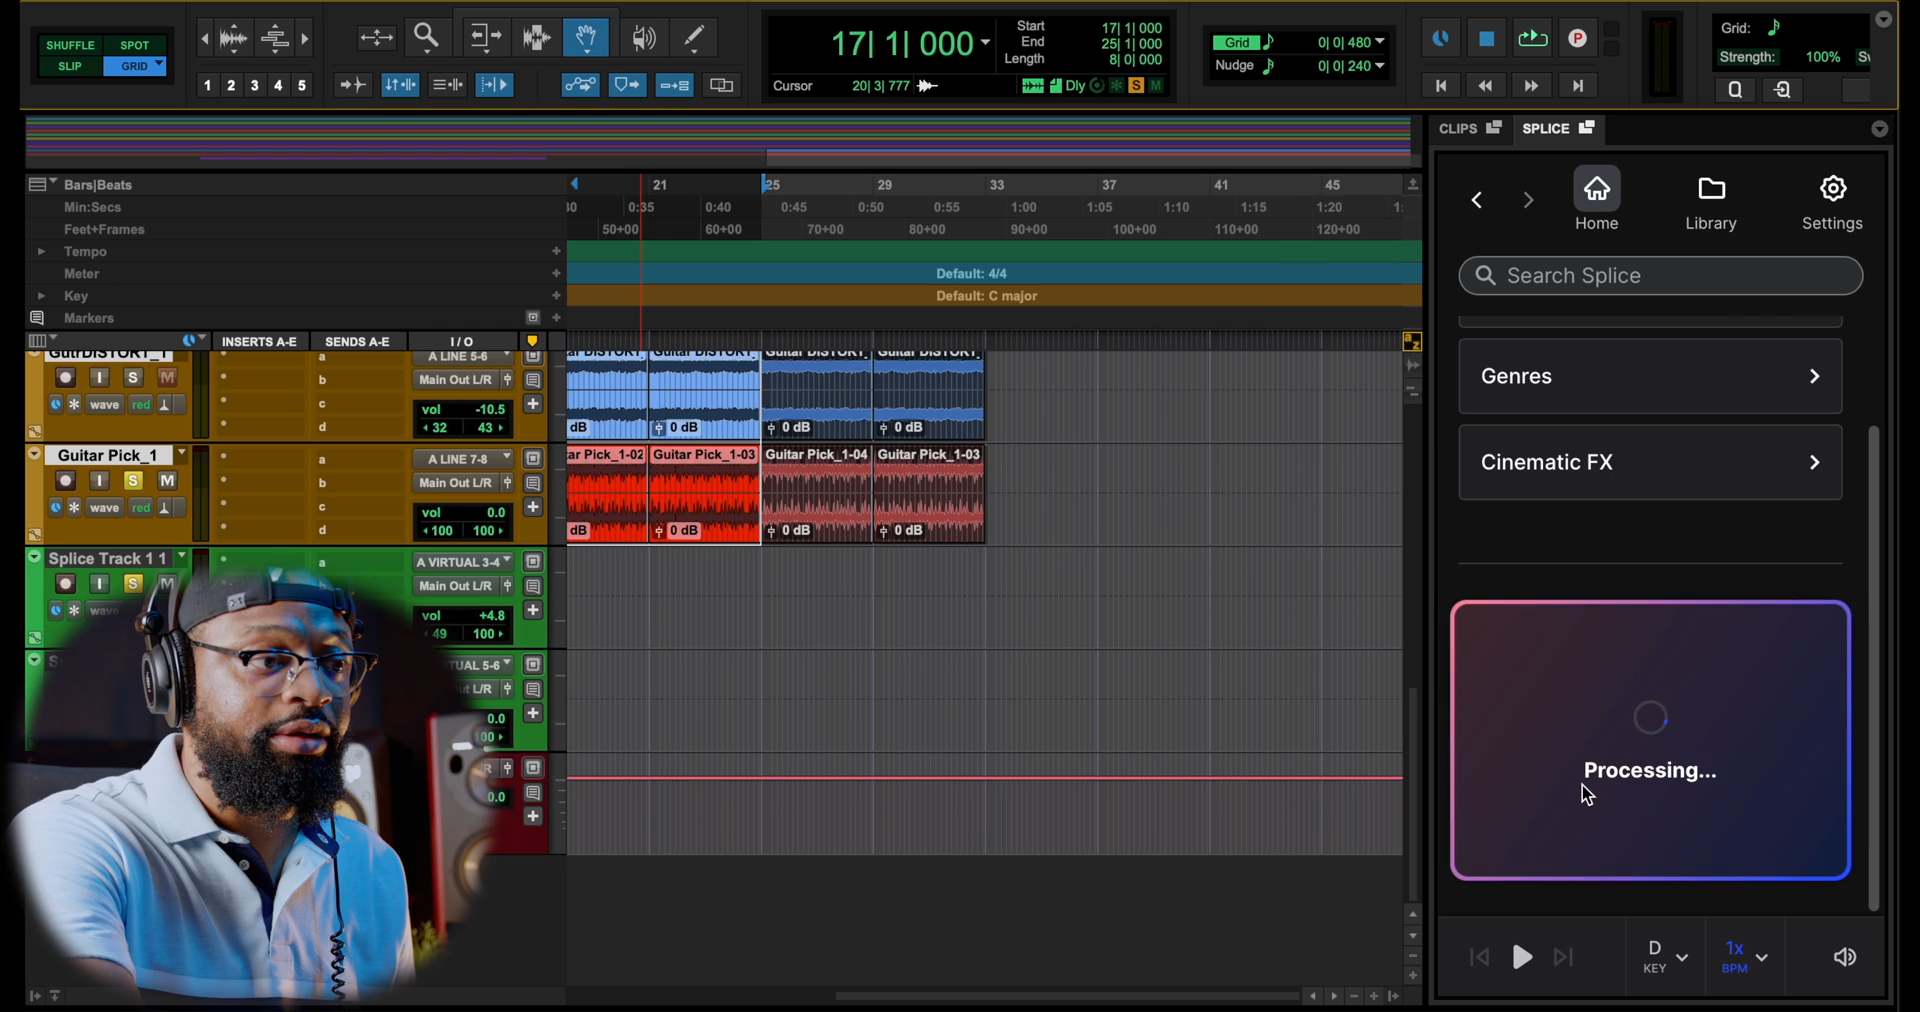 SHUFFLE SPOT
SLIP GRID
1 2 3 4 5
17| 1| 000
Start 17| 1| 000
End 25| 1| 000
Length 8| 0| 000
Cursor 20| 3| 777
Dly S M
Grid 0| 0| 480
Nudge 0| 0| 240
P
Grid:
Strength: 100%
CLIPS SPLICE
Bars|Beats 21 25 29 33 37 41 45
Min:Secs 0:35 0:40 0:45 0:50 0:55 1:00 1:05 1:10 1:15 1:20
Feet+Frames 50+00 60+00 70+00 80+00 90+00 100+00 110+00 120+00
Tempo
Meter Default: 4/4
Key Default: C major
Markers
INSERTS A-E SENDS A-E I / O
GutrDISTORT_1 a A LINE 5-6 Guitar DISTORT_ Guitar DISTORT_ Guitar DISTORT_
I S M b Main Out L/R
wave red c vol -10.5
d 32 43 dB 0 dB 0 dB 0 dB
Guitar Pick_1 a A LINE 7-8 ar Pick_1-02 Guitar Pick_1-03 Guitar Pick_1-04 Guitar Pick_1-03
I S M b Main Out L/R
wave red c vol 0.0
d 100 100 dB 0 dB 0 dB 0 dB
Splice Track 1 1 a A VIRTUAL 3-4
I S M Main Out L/R
wave vol +4.8
49 100
TUAL 5-6
ut L/R
0.0
00
0.0
Home Library Settings
Search Splice
Genres
Cinematic FX
Processing...
D
KEY
1x
BPM